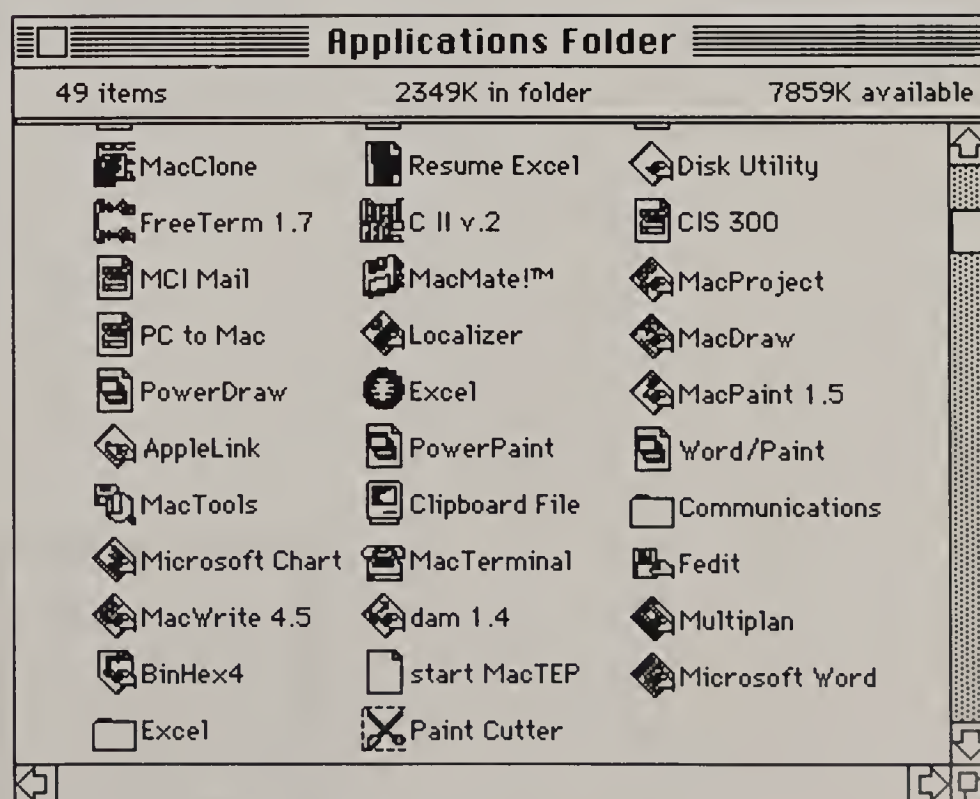 Applications Folder
49 items 2349K in folder 7859K available
MacClone Resume Excel Disk Utility
FreeTerm 1.7 C II v.2 CIS 300
MCI Mail MacMate!™ MacProject
PC to Mac Localizer MacDraw
PowerDraw Excel MacPaint 1.5
AppleLink PowerPaint Word/Paint
MacTools Clipboard File Communications
Microsoft Chart MacTerminal Fedit
MacWrite 4.5 dam 1.4 Multiplan
BinHex4 start MacTEP Microsoft Word
Excel Paint Cutter